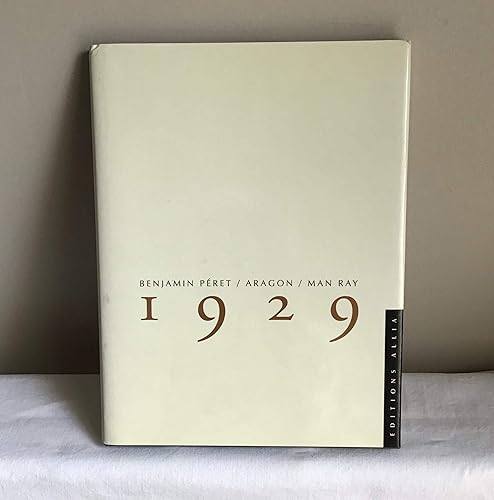 BENJAMIN PÉRET / ARAGON / MAN RAY
1929
EDITIONS ALLIA